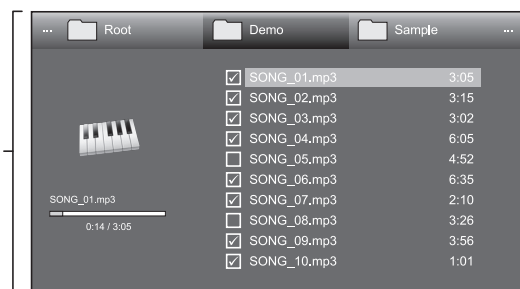 ... Root Demo Sample ...
SONG_01.mp3 3:05
SONG_02.mp3 3:15
SONG_03.mp3 3:02
SONG_04.mp3 6:05
SONG_05.mp3 4:52
SONG_06.mp3 6:35
SONG_07.mp3 2:10
SONG_08.mp3 3:26
SONG_09.mp3 3:56
SONG_10.mp3 1:01
SONG_01.mp3
0:14 / 3:05